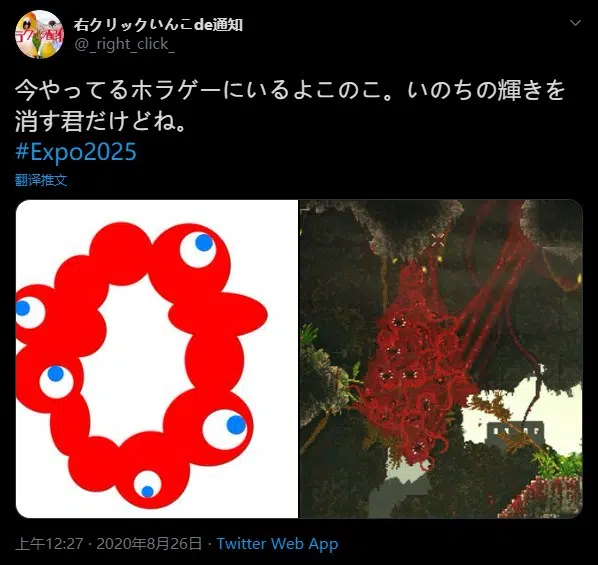 右クリックいんこde通知
@_right_click_
今やってるホラゲーにいるよこのこ。いのちの輝きを
消す君だけどね。
#Expo2025
翻译推文
上午12:27 · 2020年8月26日 · Twitter Web App